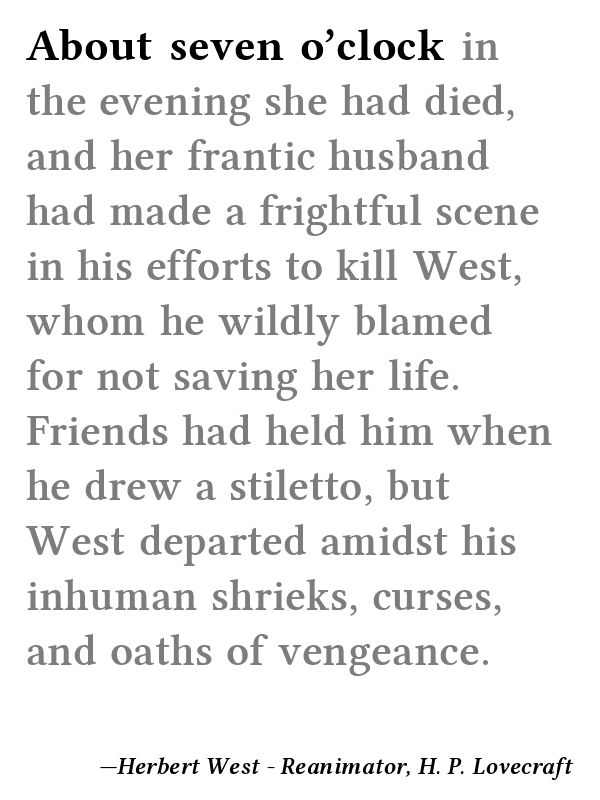 About seven o’clock in
the evening she had died,
and her frantic husband
had made a frightful scene
in his efforts to kill West,
whom he wildly blamed
for not saving her life.
Friends had held him when
he drew a stiletto, but
West departed amidst his
inhuman shrieks, curses,
and oaths of vengeance.
—Herbert West - Reanimator, H. P. Lovecraft